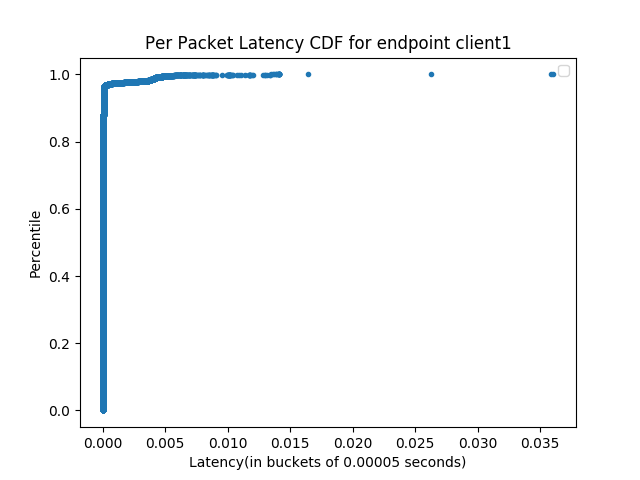 Per Packet Latency CDF for endpoint client1
1.0
0.8
0.6
0.4
0.2
0.0
Percentile
0.000 0.005 0.010 0.015 0.020 0.025 0.030 0.035
Latency(in buckets of 0.00005 seconds)